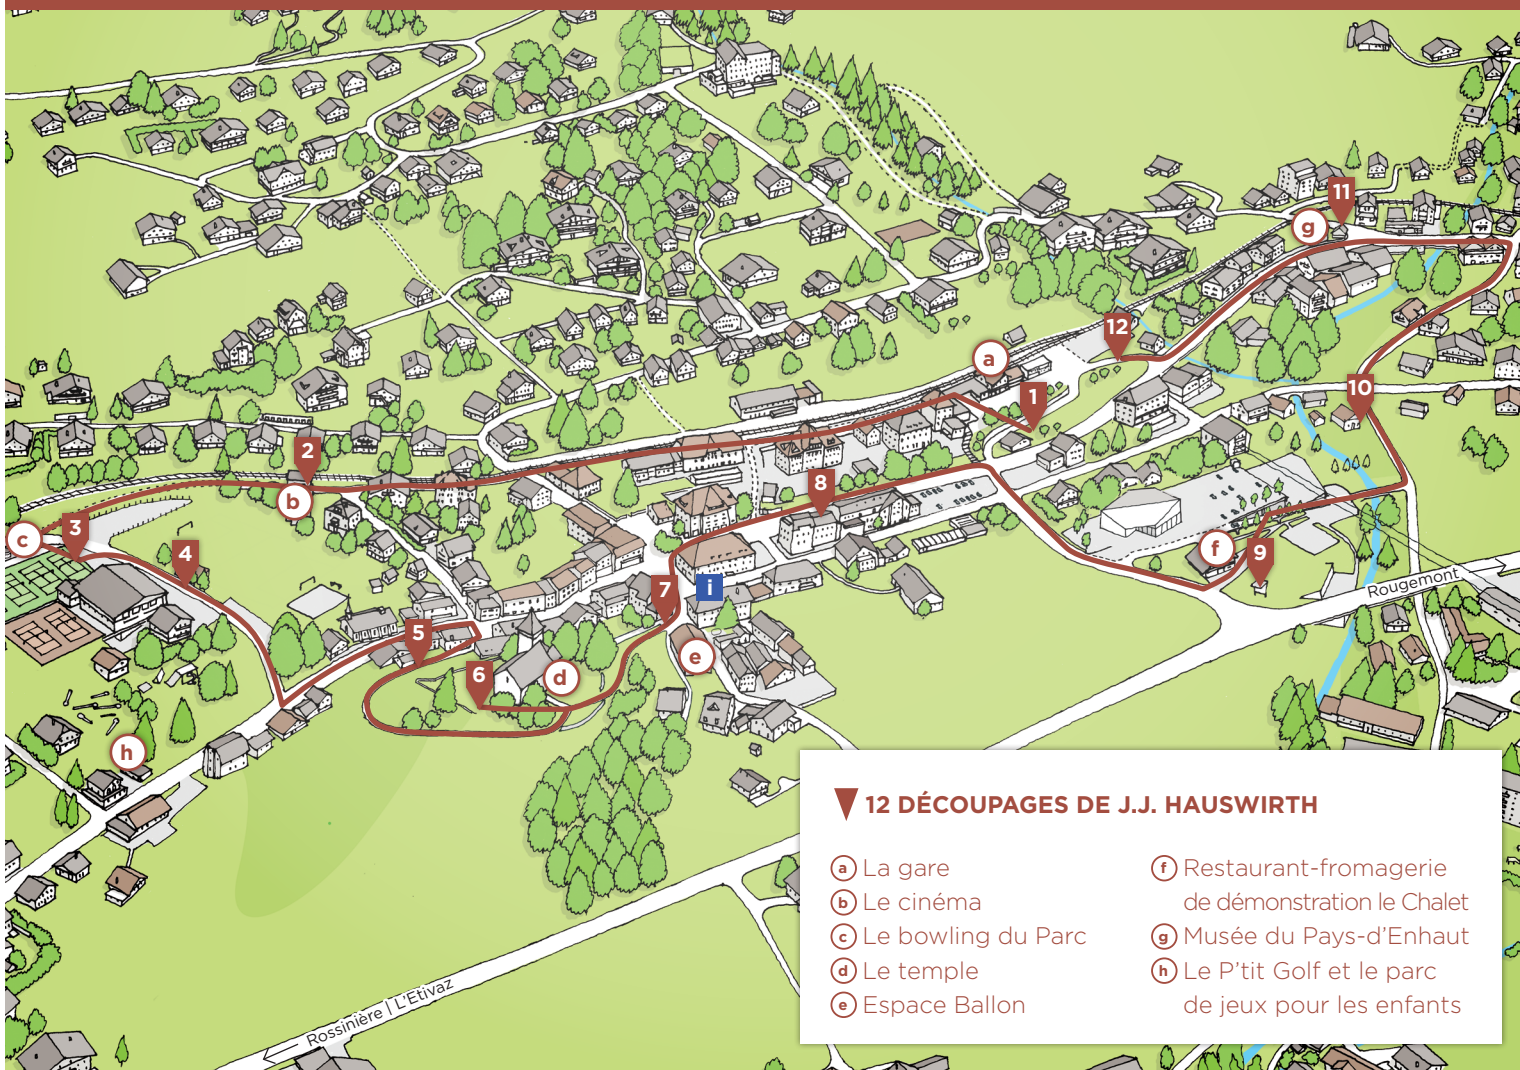 11
g
12
a
1
10
2
8
b
3
c
4
f
9
Rougemont
7
i
5
e
6
d
h
12 DÉCOUPAGES DE J.J. HAUSWIRTH
a La gare
b Le cinéma
c Le bowling du Parc
d Le temple
e Espace Ballon
f Restaurant-fromagerie
de démonstration le Chalet
g Musée du Pays-d'Enhaut
h Le P'tit Golf et le parc
de jeux pour les enfants
Rossinière | L'Etivaz